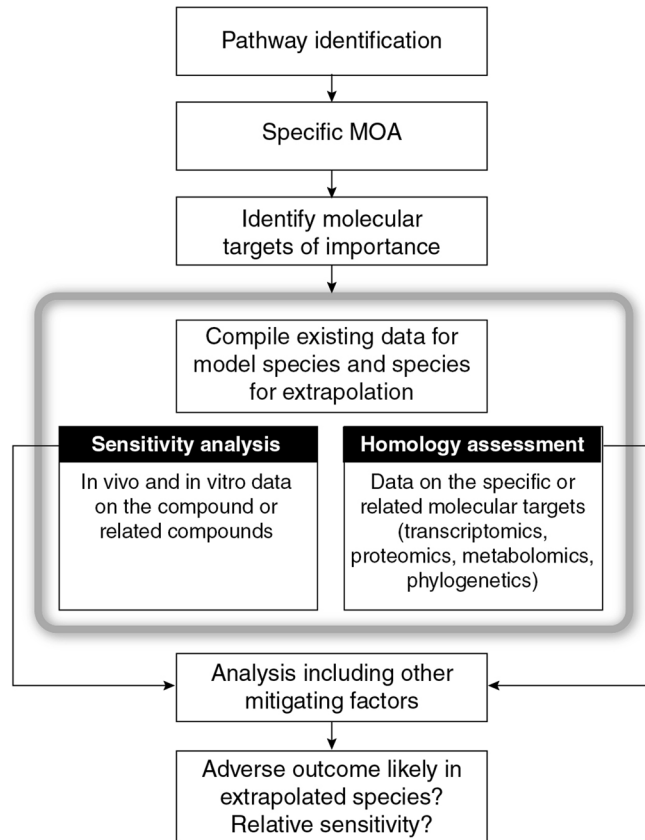 Pathway identification
Specific MOA
Identify molecular
targets of importance
Compile existing data for
model species and species
for extrapolation
Sensitivity analysis
In vivo and in vitro data
on the compound or
related compounds
Homology assessment
Data on the specific or
related molecular targets
(transcriptomics,
proteomics, metabolomics,
phylogenetics)
Analysis including other
mitigating factors
Adverse outcome likely in
extrapolated species?
Relative sensitivity?